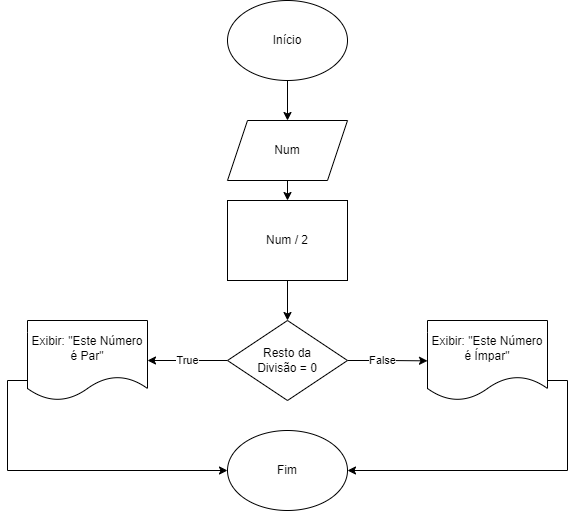 Início
Num
Num / 2
Resto da
Divisão = 0
True
False
Exibir: "Este Número
é Par"
Exibir: "Este Número
é Ímpar"
Fim